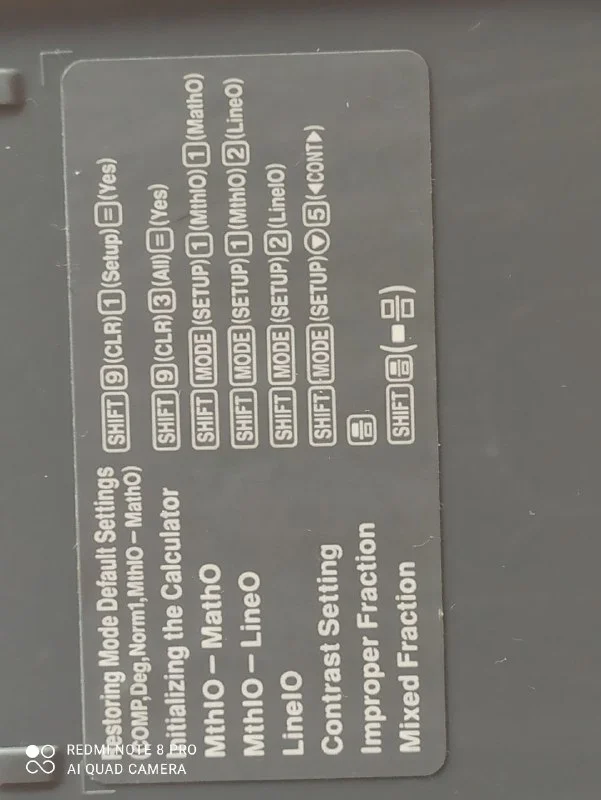 Restoring Mode Default Settings SHIFT 9 (CLR) 1 (Setup) = (Yes)
(COMP,Deg,Norm1,MthIO–MathO)
Initializing the Calculator SHIFT 9 (CLR) 3 (All) = (Yes)
MthIO – MathO SHIFT MODE (SETUP) 1 (MthIO) 1 (MathO)
MthIO – LineO SHIFT MODE (SETUP) 1 (MthIO) 2 (LineO)
LineIO SHIFT MODE (SETUP) 2 (LineIO)
Contrast Setting SHIFT MODE (SETUP) ▼ 5 (◀CONT▶)
Improper Fraction
Mixed Fraction SHIFT
REDMI NOTE 8 PRO
AI QUAD CAMERA